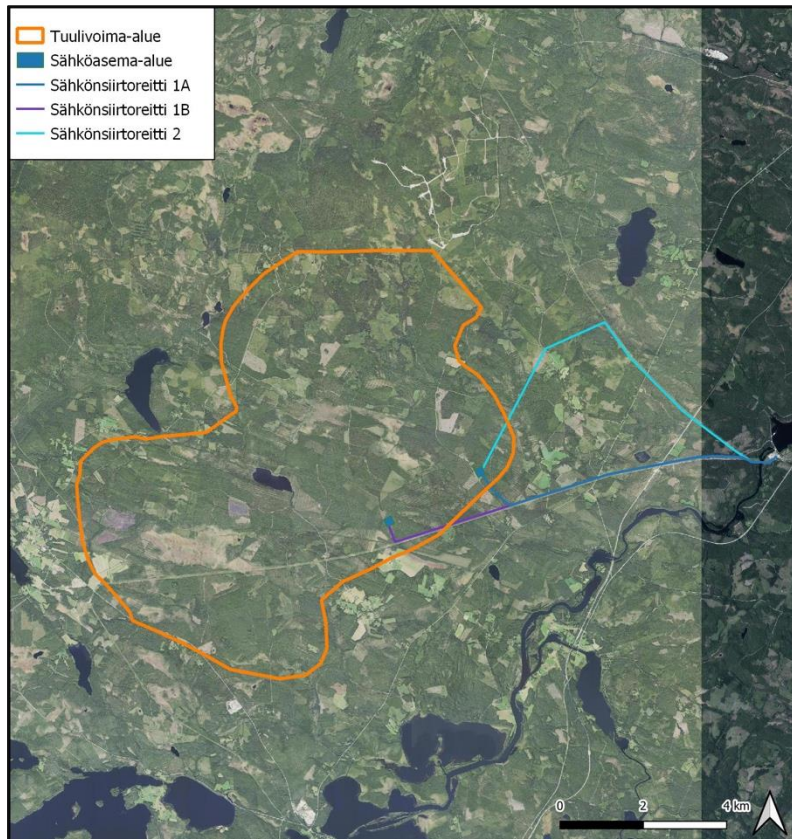 Tuulivoima-alue
Sähköasema-alue
Sähkönsiirtoreitti 1A
Sähkönsiirtoreitti 1B
Sähkönsiirtoreitti 2
0 2 4 km